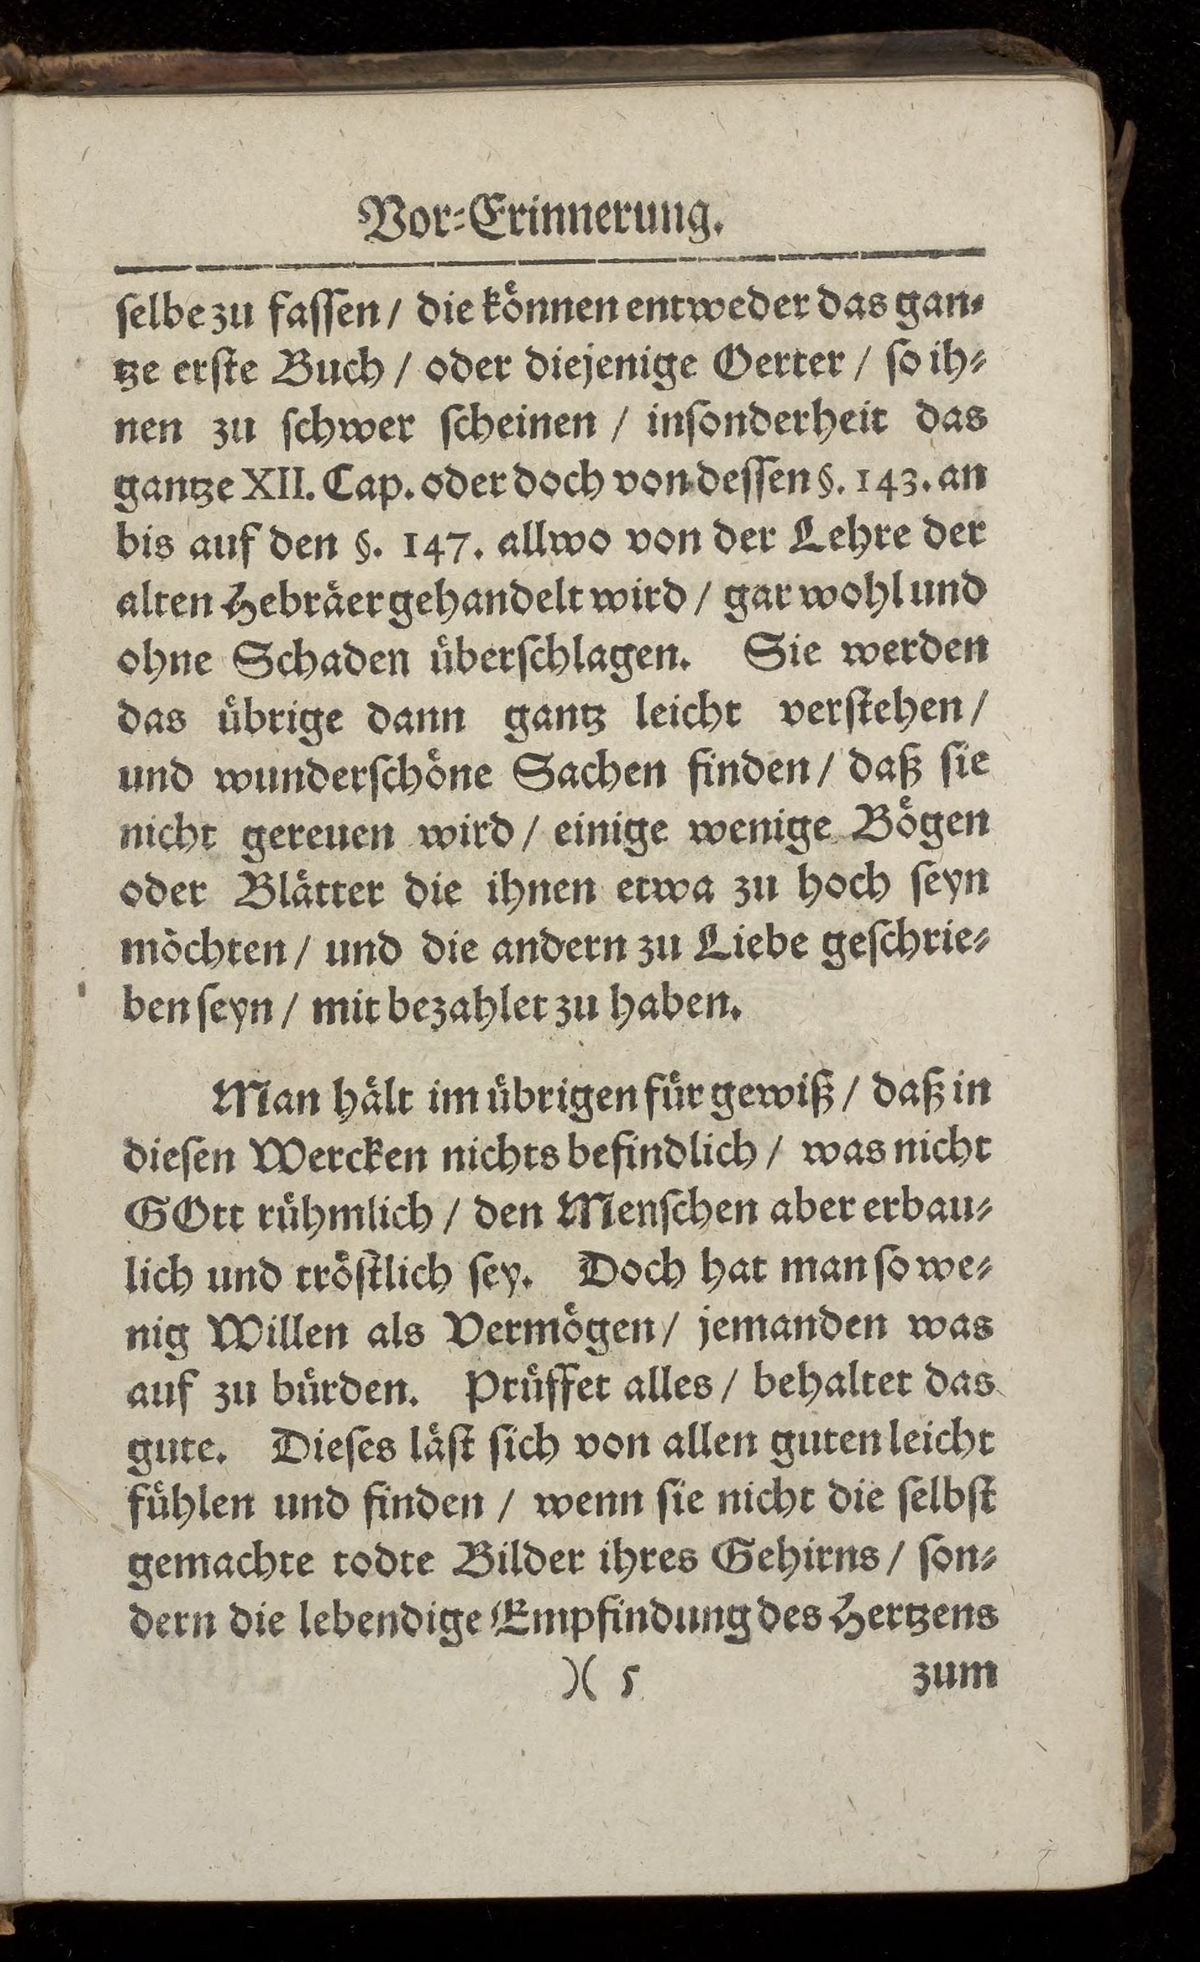 Vor-Erinnerung.
selbe zu fassen / die können entweder das gan-
tze erste Buch / oder diejenige Oerter / so ih-
nen zu schwer scheinen / insonderheit das
gantze XII. Cap. oder doch von dessen §. 143. an
bis auf den §. 147. allwo von der Lehre der
alten Hebräer gehandelt wird / gar wohl und
ohne Schaden überschlagen. Sie werden
das übrige dann gantz leicht verstehen /
und wunderschöne Sachen finden / daß sie
nicht gereuen wird / einige wenige Bögen
oder Blätter die ihnen etwa zu hoch seyn
möchten / und die andern zu Liebe geschrie-
ben seyn / mit bezahlet zu haben.
Man hält im übrigen für gewiß / daß in
diesen Wercken nichts befindlich / was nicht
GOtt rühmlich / den Menschen aber erbau-
lich und tröstlich sey. Doch hat man so we-
nig Willen als Vermögen / jemanden was
auf zu bürden. Prüffet alles / behaltet das
gute. Dieses läst sich von allen guten leicht
fühlen und finden / wenn sie nicht die selbst
gemachte todte Bilder ihres Gehirns / son-
dern die lebendige Empfindung des Hertzens
)( 5 zum